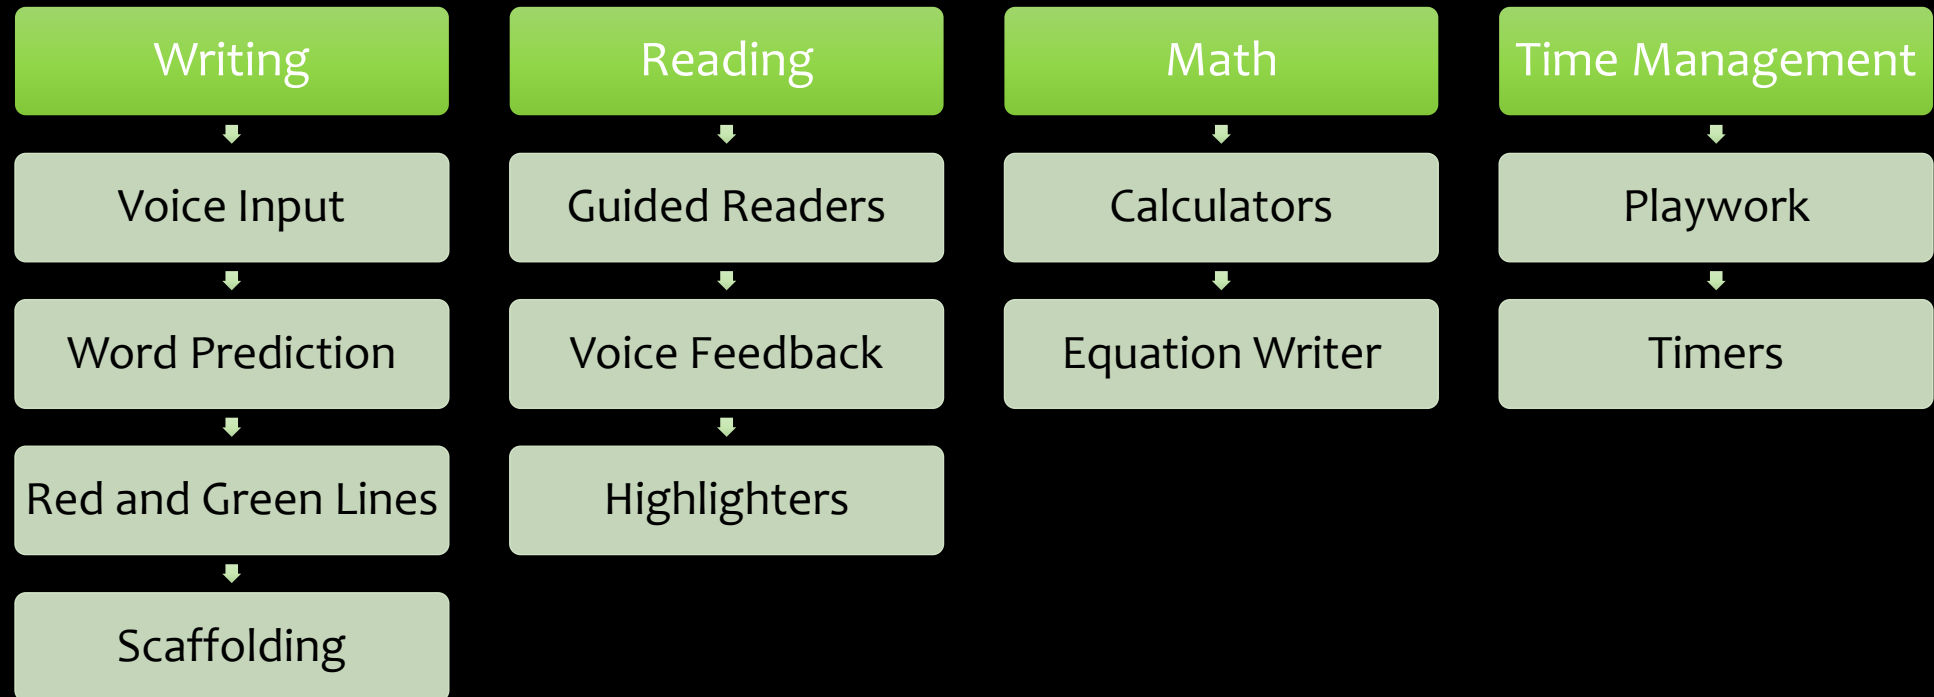 Writing
Voice Input
Word Prediction
Red and Green Lines
Scaffolding
Reading
Guided Readers
Voice Feedback
Highlighters
Math
Calculators
Equation Writer
Time Management
Playwork
Timers